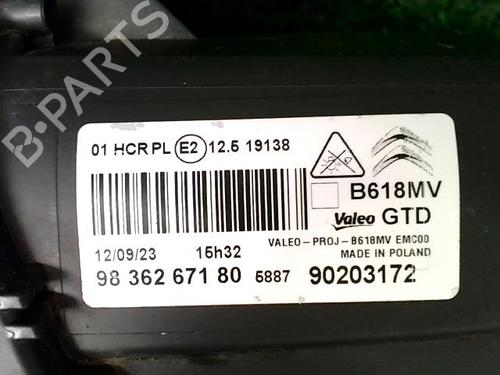 B-PARTS
01 HCR PL E2 12.5 19138
B618MV
Valeo GTD
VALEO-PROJ-B618MV EMC00
MADE IN POLAND
12/09/23 15h32
98 362 671 80 5887 90203172